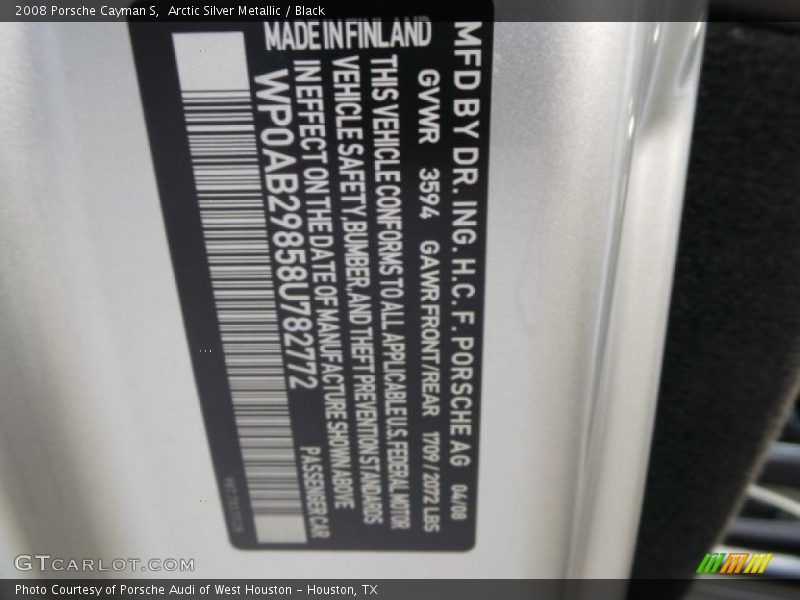 2008 Porsche Cayman S,  Arctic Silver Metallic / Black
MFD BY DR. ING. H.C. F. PORSCHE AG 04/08
GVWR 3594 GAWR FRONT/REAR 1709 / 2072 LBS
THIS VEHICLE CONFORMS TO ALL APPLICABLE U.S. FEDERAL MOTOR
VEHICLE SAFETY, BUMBER, AND THEFT PREVENTION STANDARDS
IN EFFECT ON THE DATE OF MANUFACTURE SHOWN ABOVE
WP0AB29858U782772 PASSENGER CAR
MADE IN FINLAND
GTCARLOT.COM
Photo Courtesy of Porsche Audi of West Houston – Houston, TX